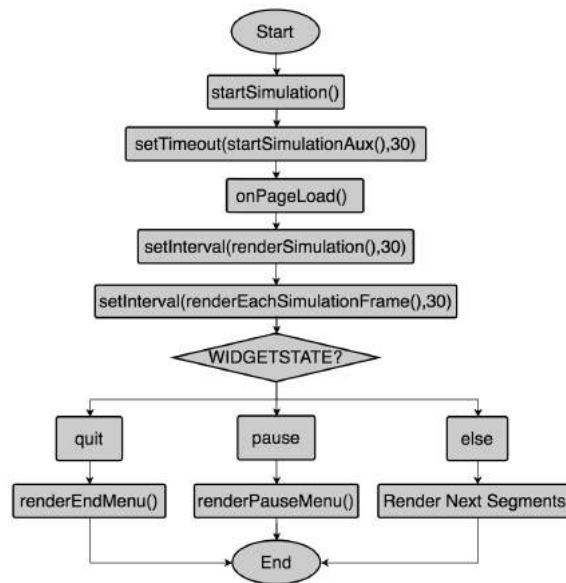 Start
startSimulation()
setTimeout(startSimulationAux(),30)
onPageLoad()
setInterval(renderSimulation(),30)
setInterval(renderEachSimulationFrame(),30)
WIDGETSTATE?
quit
pause
else
renderEndMenu()
renderPauseMenu()
Render Next Segments
End